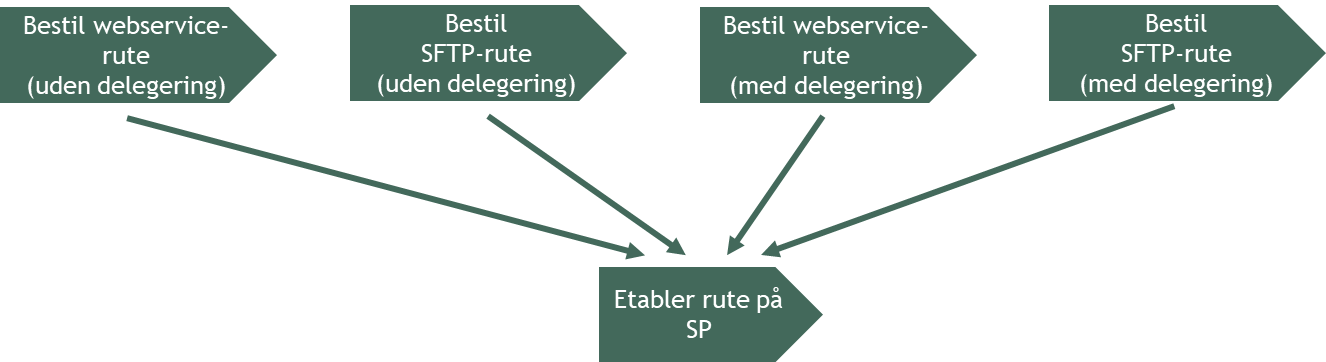 Bestil webservice-
rute
(uden delegering)
Bestil
SFTP-rute
(uden delegering)
Bestil webservice-
rute
(med delegering)
Bestil
SFTP-rute
(med delegering)
Etabler rute på
SP